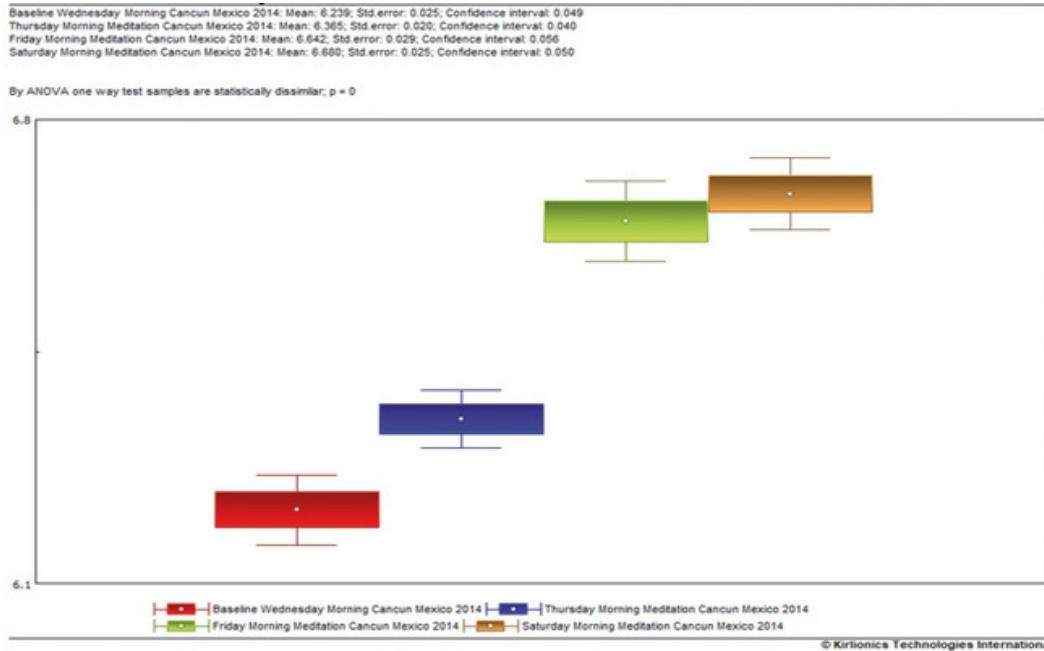 Baseline Wednesday Morning Cancun Mexico 2014: Mean: 6.239; Std.error: 0.025; Confidence interval: 0.049
Thursday Morning Meditation Cancun Mexico 2014: Mean: 6.365; Std.error: 0.020; Confidence interval: 0.040
Friday Morning Meditation Cancun Mexico 2014: Mean: 6.642; Std.error: 0.029; Confidence interval: 0.056
Saturday Morning Meditation Cancun Mexico 2014: Mean: 6.680; Std.error: 0.025; Confidence interval: 0.050
By ANOVA one way test samples are statistically dissimilar; p = 0
6.8
6.1
Baseline Wednesday Morning Cancun Mexico 2014 Thursday Morning Meditation Cancun Mexico 2014
Friday Morning Meditation Cancun Mexico 2014 Saturday Morning Meditation Cancun Mexico 2014
© Kirlionics Technologies International